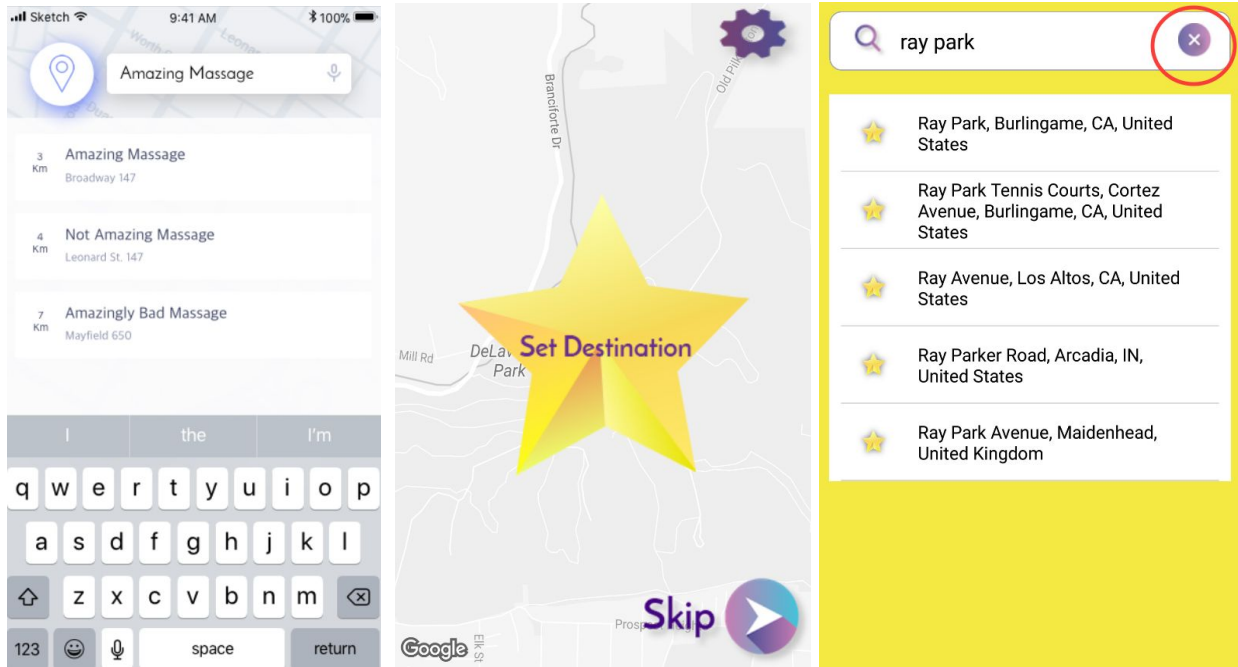 Sketch
9:41 AM
100%
Amazing Massage
3
Km
Amazing Massage
Broadway 147
4
Km
Not Amazing Massage
Leonard St. 147
7
Km
Amazingly Bad Massage
Mayfield 650
I
the
I'm
q w e r t y u i o p
a s d f g h j k l
z x c v b n m
123
space
return
Branciforte Dr
Mill Rd
Set Destination
Park
Skip
Google
Elk St
ray park
Ray Park, Burlingame, CA, United
States
Ray Park Tennis Courts, Cortez
Avenue, Burlingame, CA, United
States
Ray Avenue, Los Altos, CA, United
States
Ray Parker Road, Arcadia, IN,
United States
Ray Park Avenue, Maidenhead,
United Kingdom